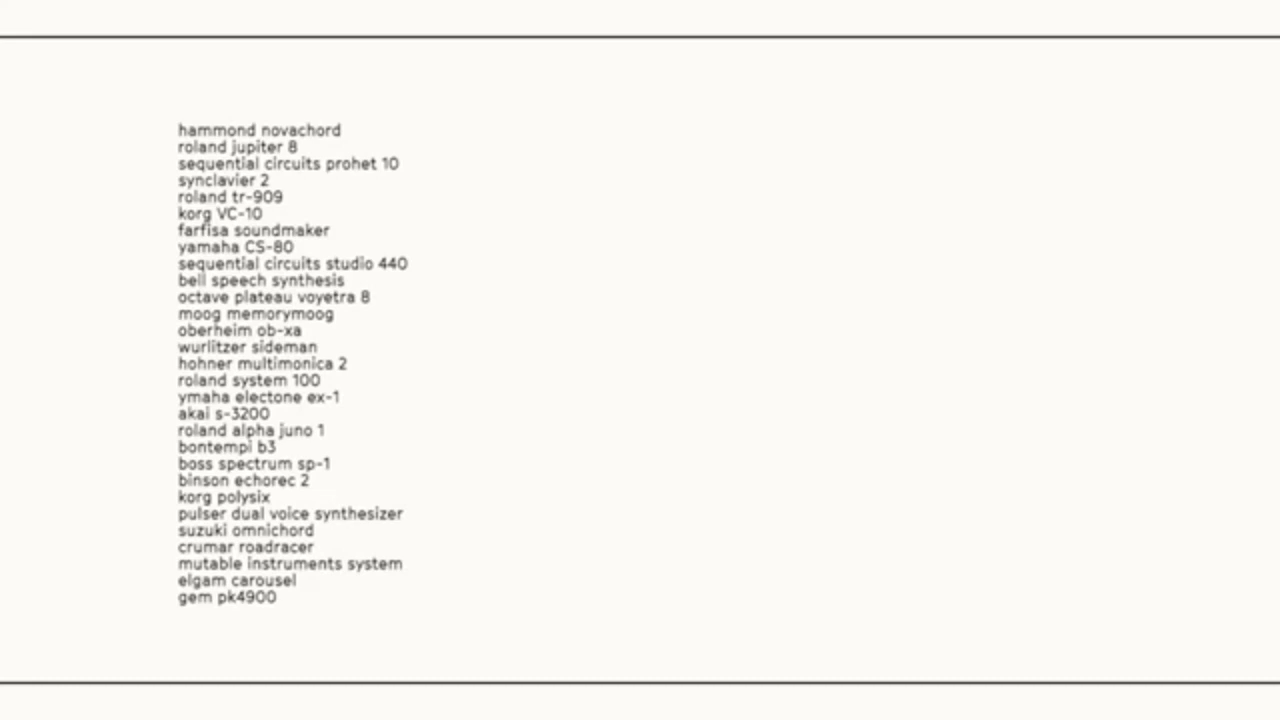 hammond novachord
roland jupiter 8
sequential circuits prohet 10
synclavier 2
roland tr-909
korg VC-10
farfisa soundmaker
yamaha CS-80
sequential circuits studio 440
bell speech synthesis
octave plateau voyetra 8
moog memorymoog
oberheim ob-xa
wurlitzer sideman
hohner multimonica 2
roland system 100
ymaha electone ex-1
akai s-3200
roland alpha juno 1
bontempi b3
boss spectrum sp-1
binson echorec 2
korg polysix
pulser dual voice synthesizer
suzuki omnichord
crumar roadracer
mutable instruments system
elgam carousel
gem pk4900